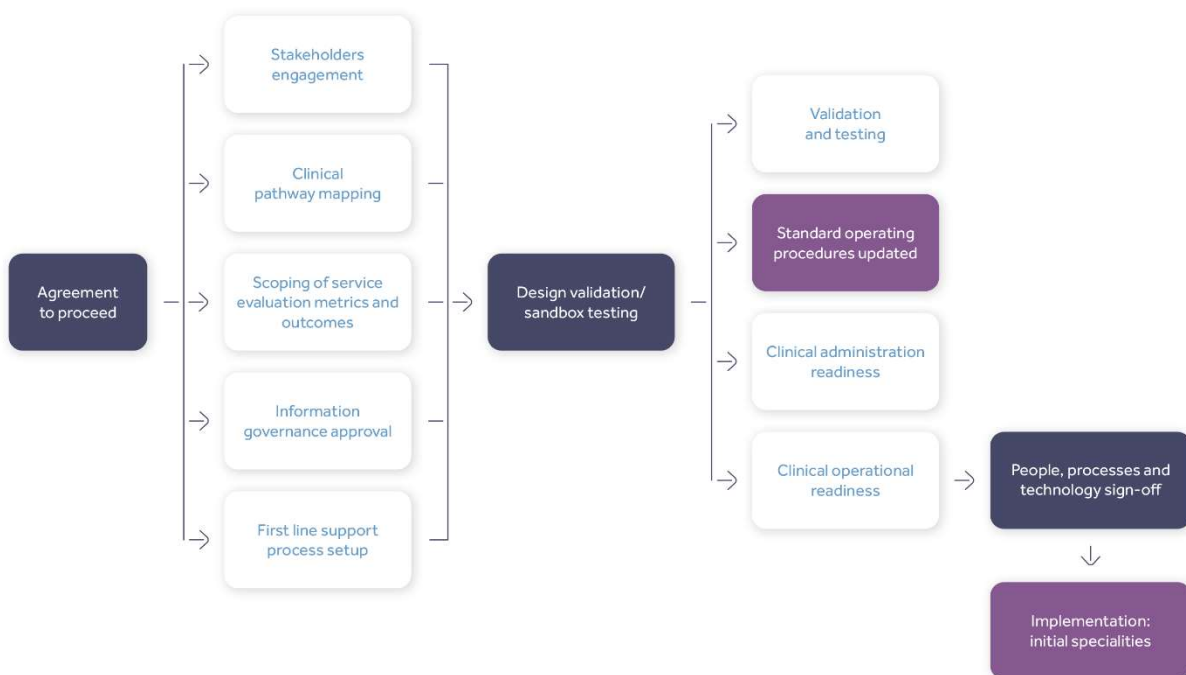 Agreement
to proceed
Stakeholders
engagement
Clinical
pathway mapping
Scoping of service
evaluation metrics and
outcomes
Information
governance approval
First line support
process setup
Design validation/
sandbox testing
Validation
and testing
Standard operating
procedures updated
Clinical administration
readiness
Clinical operational
readiness
People, processes and
technology sign-off
Implementation:
initial specialities